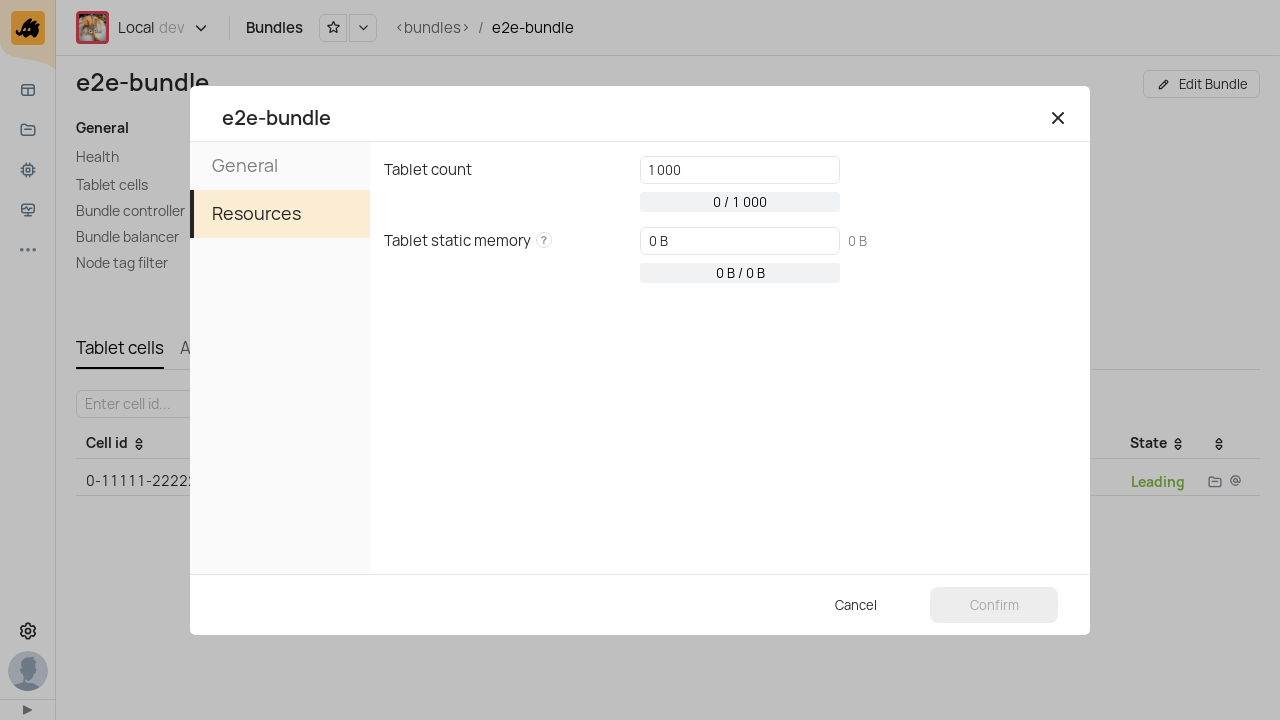 Local dev
Bundles
<bundles> / e2e-bundle
e2e-bundle
Edit Bundle
General
Health
Tablet cells
Bundle controller
Bundle balancer
Node tag filter
Tablet cells A
Enter cell id...
Cell id
State
0-11111-2222
Leading
@
e2e-bundle
General
Resources
Tablet count
1 000
0 / 1 000
Tablet static memory ?
0 B
0 B
0 B / 0 B
Cancel
Confirm